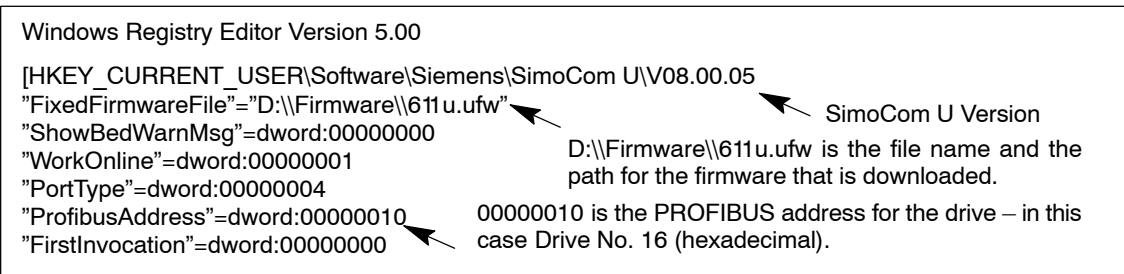 Windows Registry Editor Version 5.00
[HKEY_CURRENT_USER\Software\Siemens\SimoCom U\V08.00.05
”FixedFirmwareFile”=”D:\\Firmware\\611u.ufw”
SimoCom U Version
”ShowBedWarnMsg”=dword:00000000
”WorkOnline”=dword:00000001
”PortType”=dword:00000004
”ProfibusAddress”=dword:00000010
”FirstInvocation”=dword:00000000
D:\\Firmware\\611u.ufw is the file name and the
path for the firmware that is downloaded.
00000010 is the PROFIBUS address for the drive – in this
case Drive No. 16 (hexadecimal).